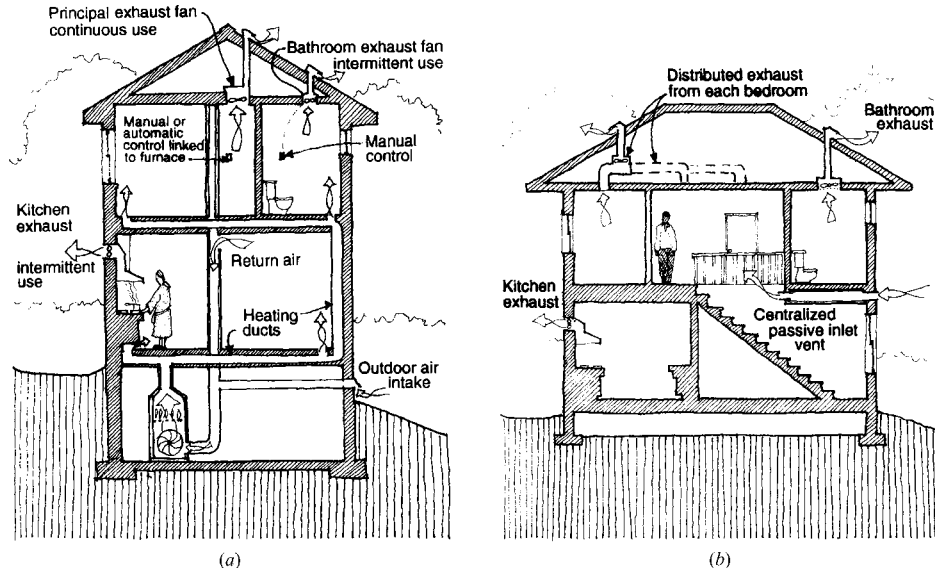 Principal exhaust fan
continuous use
Bathroom exhaust fan
intermittent use
Manual or
automatic
control linked
to furnace
Manual
control
Kitchen
exhaust
intermittent
use
Return air
Heating
ducts
Outdoor air
intake
(a)
Distributed exhaust
from each bedroom
Bathroom
exhaust
Kitchen
exhaust
Centralized
passive inlet
vent
(b)